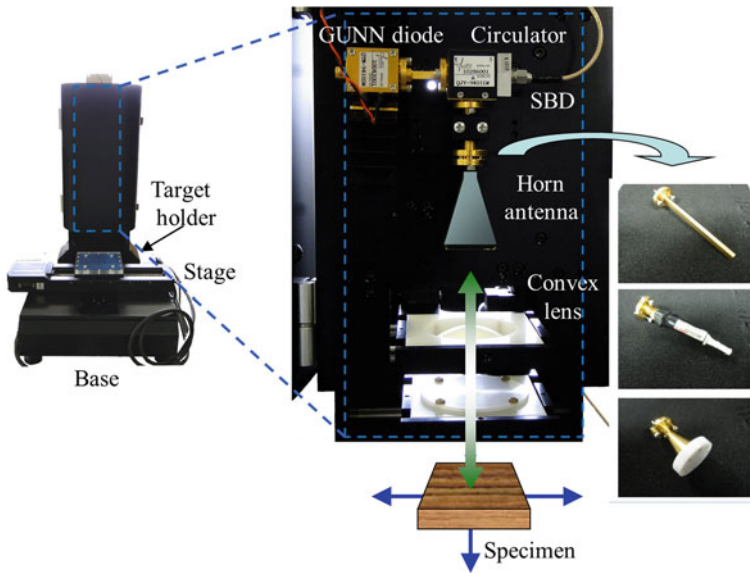 GUNN diode
Circulator
SBD
Target
holder
Horn
antenna
Stage
Convex
lens
Base
Specimen